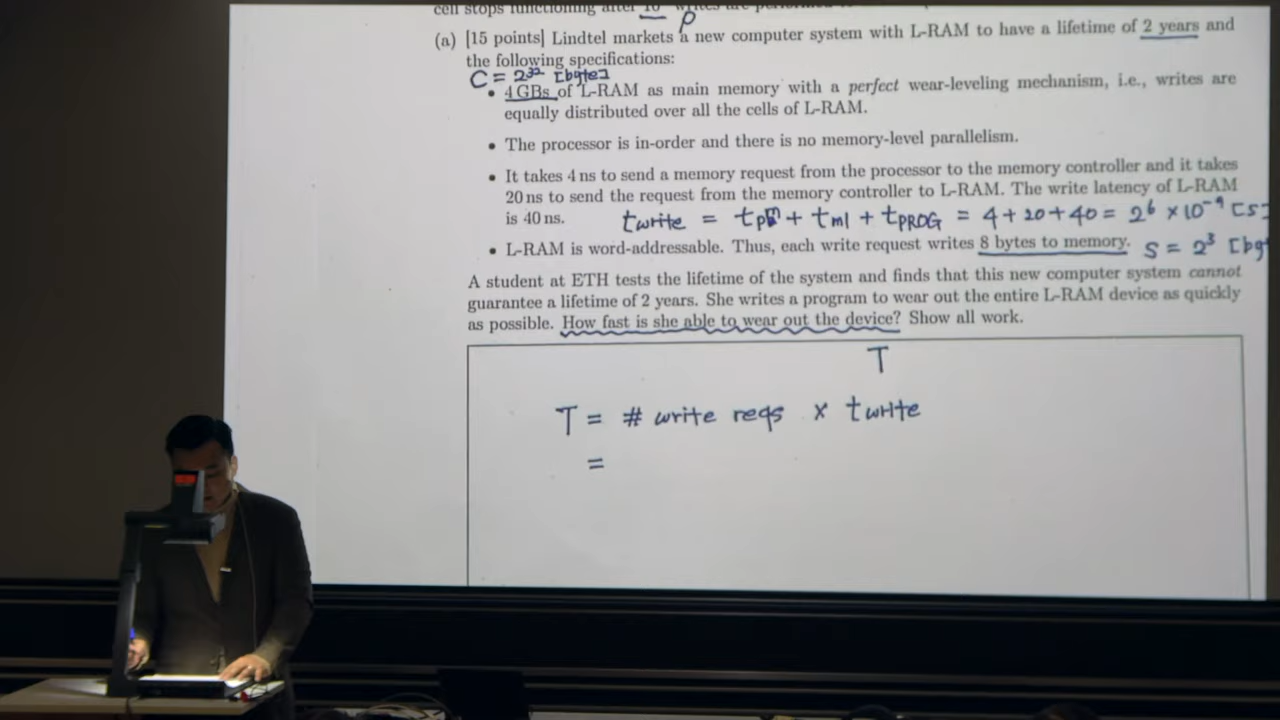 cell stops functioning after 10 writes are
P
(a) [15 points] Lindtel markets a new computer system with L-RAM to have a lifetime of 2 years and
the following specifications:
C = 2³² [byte]
• 4 GBs of L-RAM as main memory with a perfect wear-leveling mechanism, i.e., writes are
equally distributed over all the cells of L-RAM.
• The processor is in-order and there is no memory-level parallelism.
• It takes 4 ns to send a memory request from the processor to the memory controller and it takes
20 ns to send the request from the memory controller to L-RAM. The write latency of L-RAM
is 40 ns.
twrite = tpm + tml + tPROG = 4 + 20 + 40 = 2⁶ × 10⁻⁹ [s]
• L-RAM is word-addressable. Thus, each write request writes 8 bytes to memory.
S = 2³ [by
A student at ETH tests the lifetime of the system and finds that this new computer system cannot
guarantee a lifetime of 2 years. She writes a program to wear out the entire L-RAM device as quickly
as possible. How fast is she able to wear out the device? Show all work.
T
T = # write reqs × twrite
=